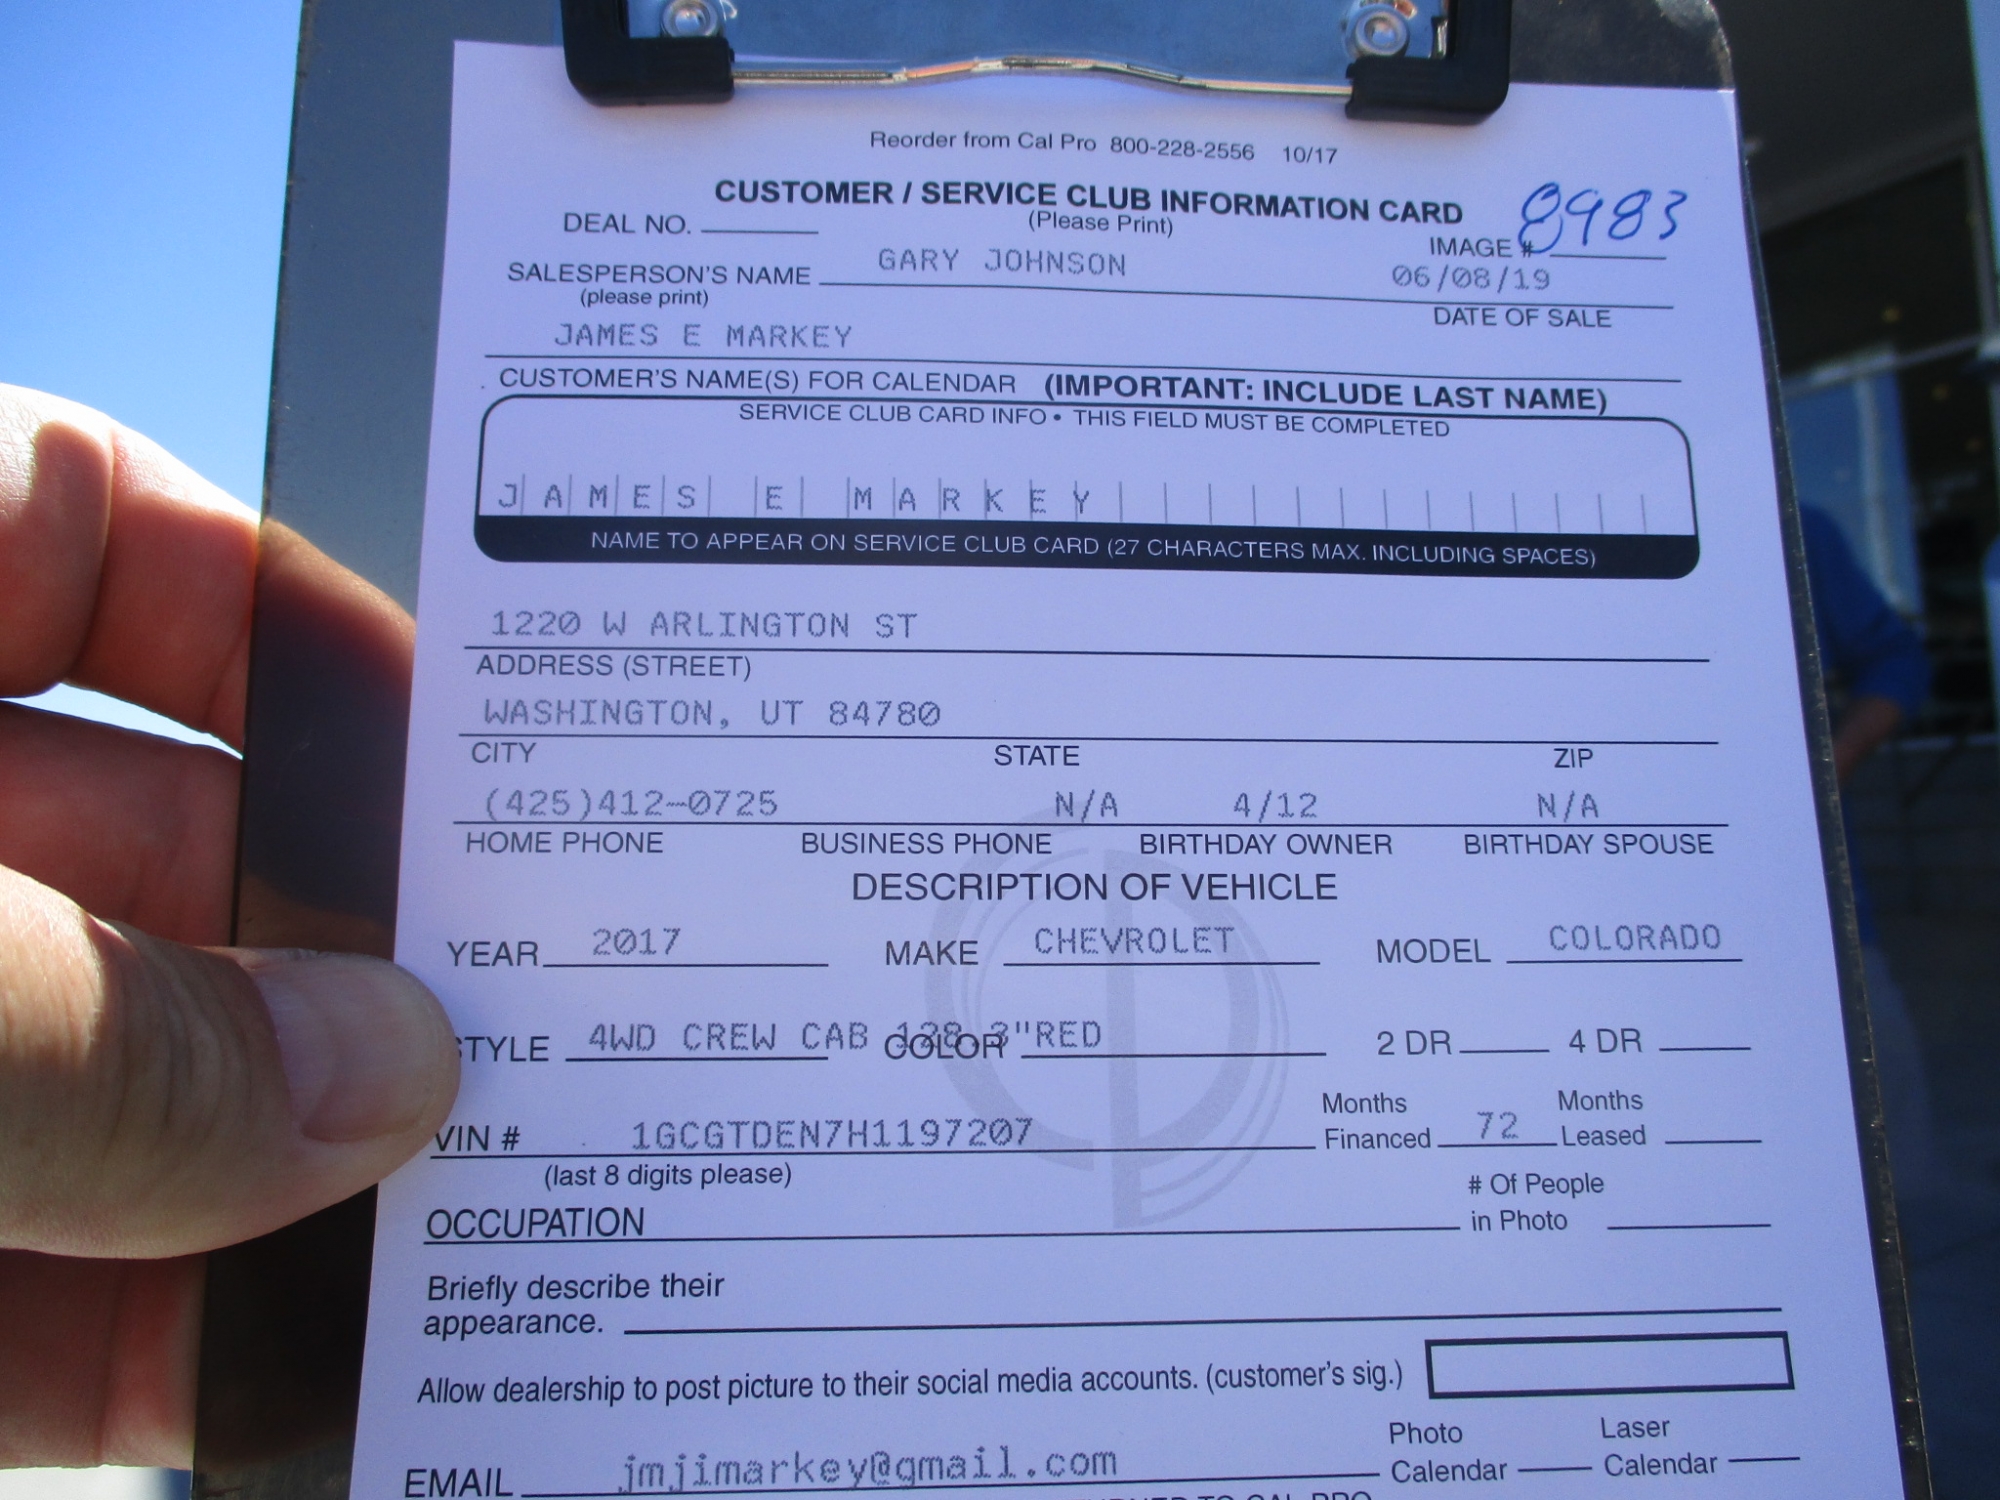 Reorder from Cal Pro 800-228-2556 10/17
CUSTOMER / SERVICE CLUB INFORMATION CARD
8983
DEAL NO. (Please Print) IMAGE #
SALESPERSON'S NAME GARY JOHNSON 06/08/19
(please print) DATE OF SALE
JAMES E MARKEY
CUSTOMER'S NAME(S) FOR CALENDAR (IMPORTANT: INCLUDE LAST NAME)
SERVICE CLUB CARD INFO • THIS FIELD MUST BE COMPLETED
JAMES E MARKEY
NAME TO APPEAR ON SERVICE CLUB CARD (27 CHARACTERS MAX. INCLUDING SPACES)
1220 W ARLINGTON ST
ADDRESS (STREET)
WASHINGTON, UT 84780
CITY STATE ZIP
(425)412-0725 N/A 4/12 N/A
HOME PHONE BUSINESS PHONE BIRTHDAY OWNER BIRTHDAY SPOUSE
DESCRIPTION OF VEHICLE
YEAR 2017 MAKE CHEVROLET MODEL COLORADO
STYLE 4WD CREW CAB 128.3" COLOR RED 2 DR 4 DR
VIN # 1GCGTDEN7H1197207 Months Financed 72 Months Leased
(last 8 digits please)
OCCUPATION # Of People in Photo
Briefly describe their
appearance.
Allow dealership to post picture to their social media accounts. (customer's sig.)
EMAIL jmjimarkey@gmail.com Photo Calendar Laser Calendar